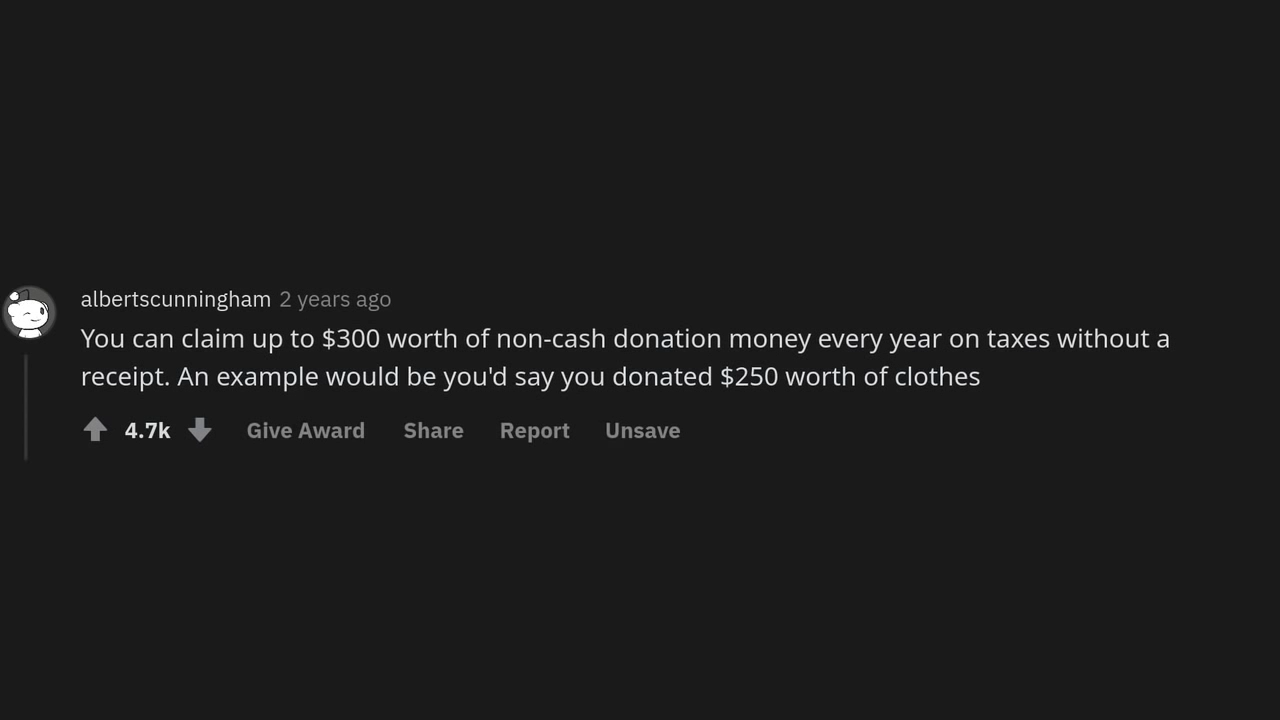 albertscunningham 2 years ago
You can claim up to $300 worth of non-cash donation money every year on taxes without a
receipt. An example would be you'd say you donated $250 worth of clothes
4.7k Give Award Share Report Unsave